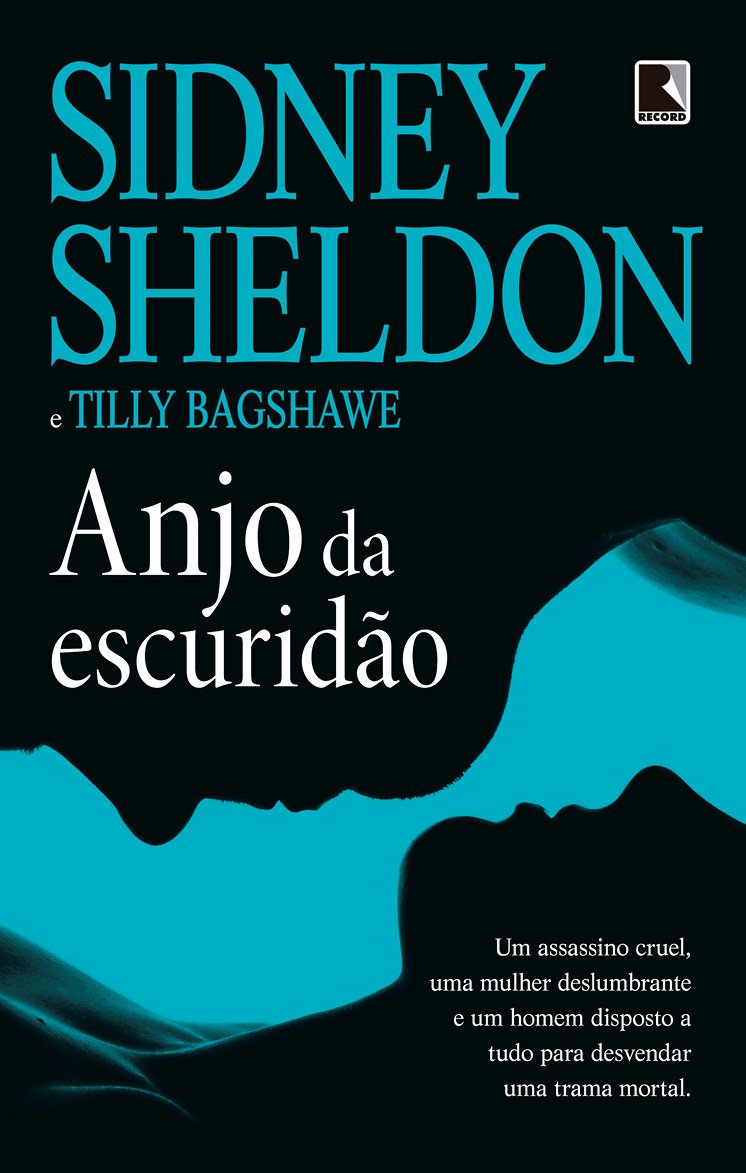 SIDNEY
RECORD
SHELDON
e TILLY BAGSHAWE
Anjo da
escuridão
Um assassino cruel,
uma mulher deslumbrante
e um homem disposto a
tudo para desvendar
uma trama mortal.